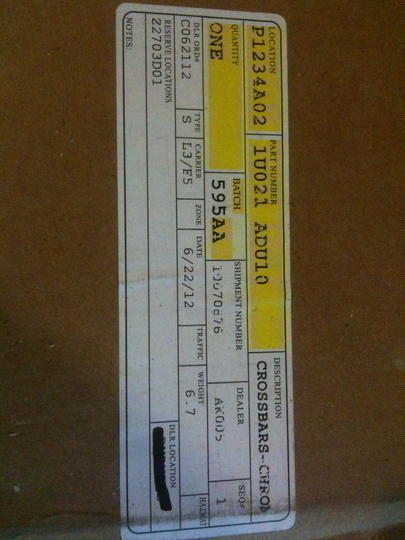 LOCATION PART NUMBER DESCRIPTION
P1234A02 1U021 ADU10 CROSSBARS-
QUANTITY BATCH SHIPMENT NUMBER DEALER SEQ#
ONE 595AA 1
DLR ORD# TYPE CARRIER ZONE DATE TRAFFIC WEIGHT HAZMAT
C062112 S L3/F5 6/22/12 6.7
RESERVE LOCATIONS DLR LOCATION
22703D01
NOTES: